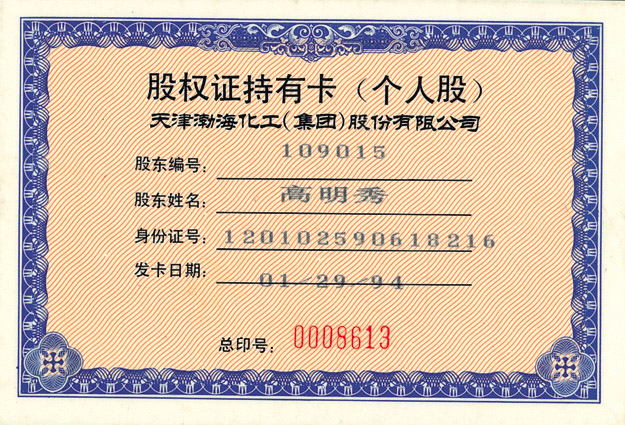 股权证持有卡（个人股）
天津渤海化工（集团）股份有限公司
股东编号：109015
股东姓名：高明秀
身份证号：120102590618216
发卡日期：01/29/94
总印号：0008613